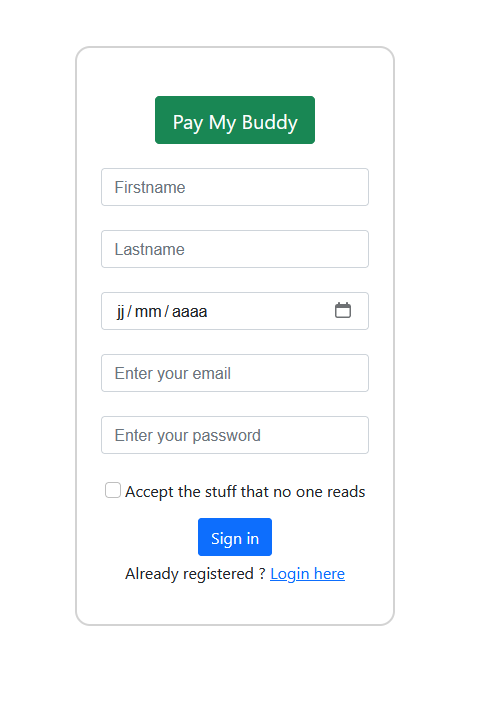 Pay My Buddy
Firstname
Lastname
jj/mm/aaaa
Enter your email
Enter your password
Accept the stuff that no one reads
Sign in
Already registered ? Login here